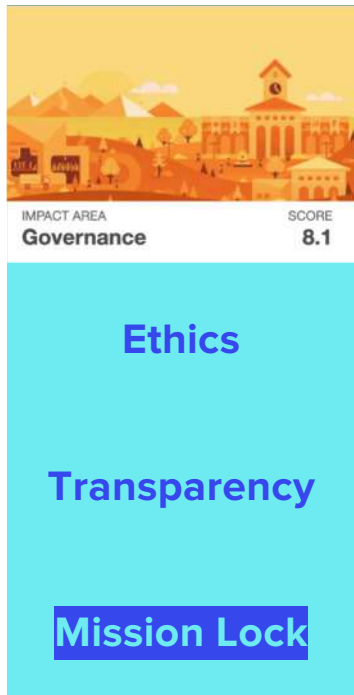 IMPACT AREA SCORE
Governance 8.1
Ethics
Transparency
Mission Lock